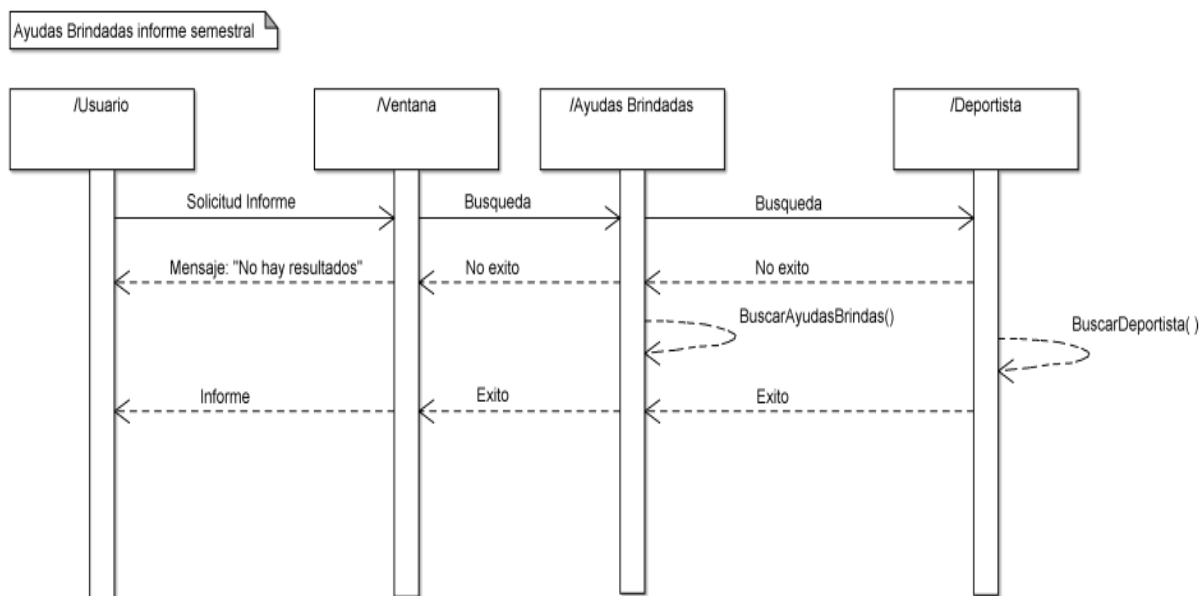 Ayudas Brindadas informe semestral
/Usuario
/Ventana
/Ayudas Brindadas
/Deportista
Solicitud Informe
Busqueda
Busqueda
Mensaje: "No hay resultados"
No exito
No exito
BuscarAyudasBrindas()
BuscarDeportista( )
Informe
Exito
Exito